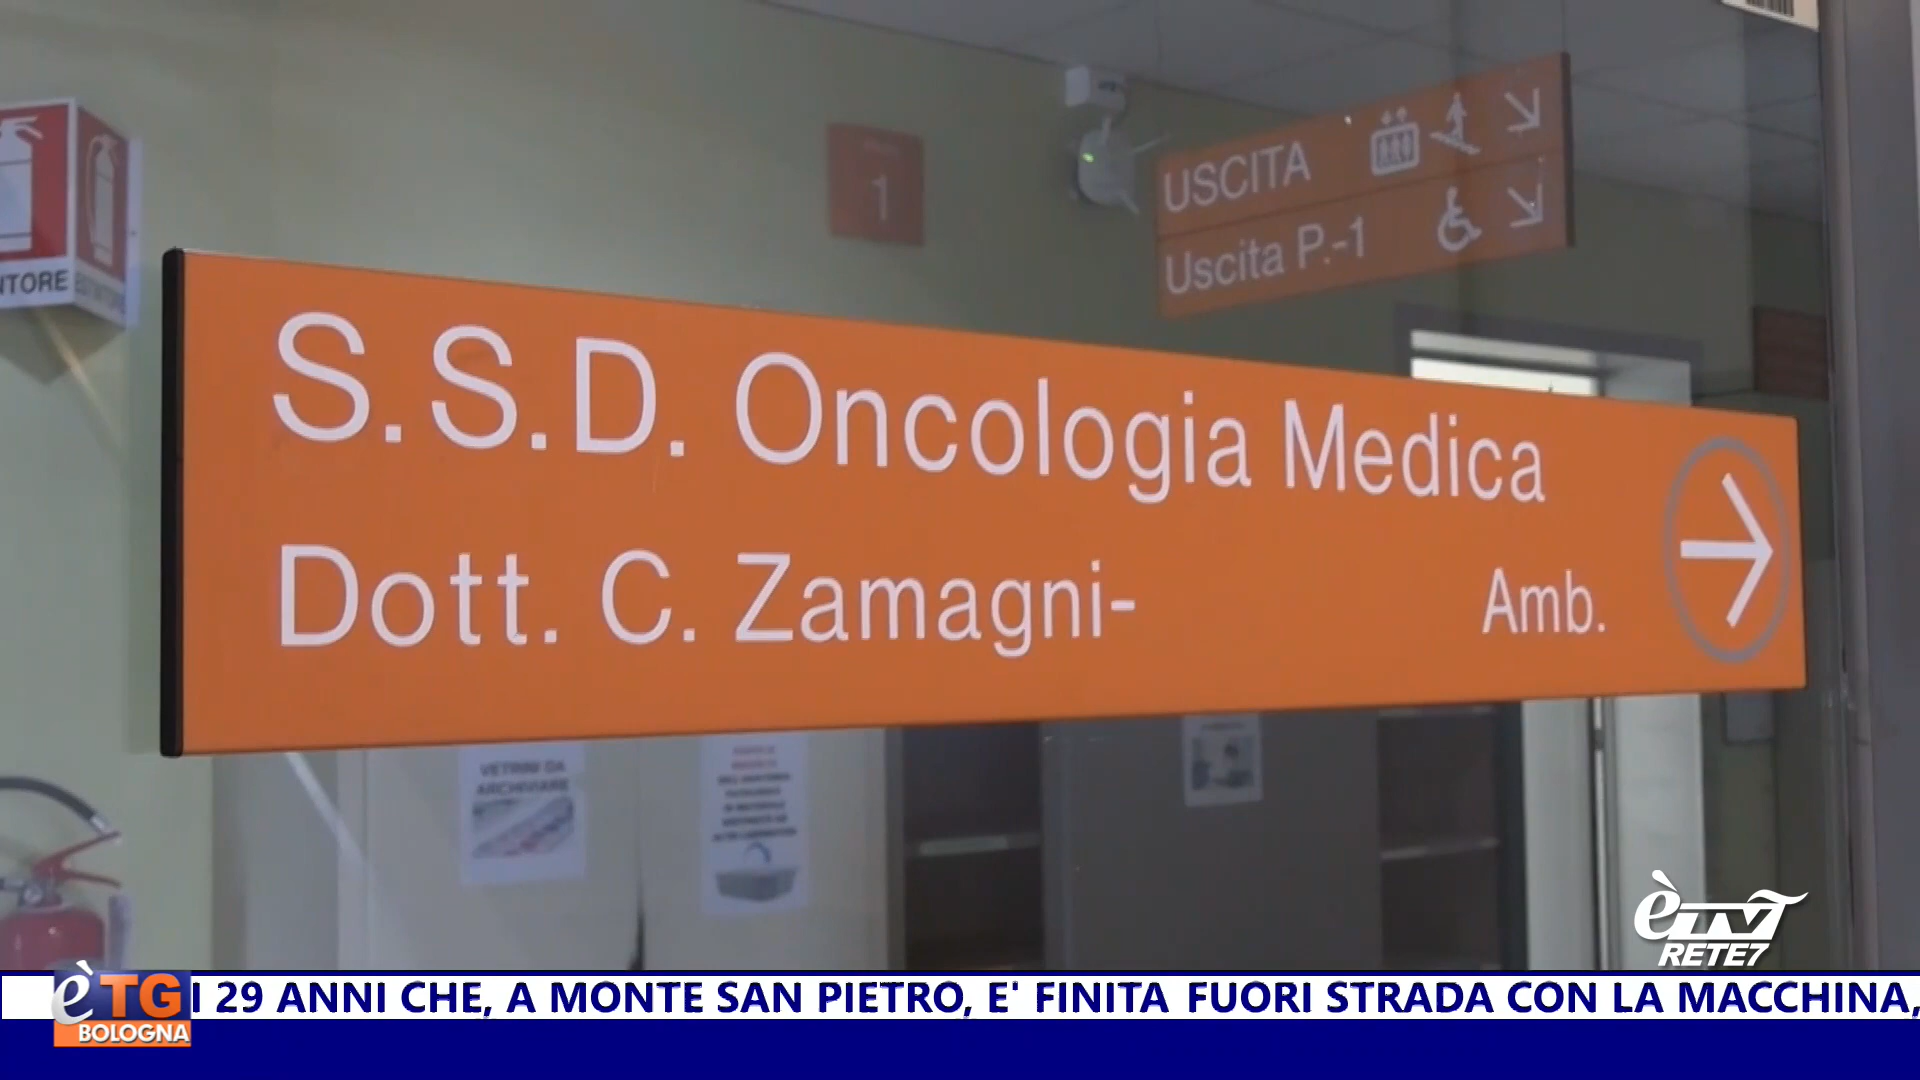 1
USCITA
Uscita P.-1
NTORE
S.S.D. Oncologia Medica
Dott. C. Zamagni-
Amb.
VETRINI DA
ARCHIVIARE
èTV
RETE7
èTG
BOLOGNA
I 29 ANNI CHE, A MONTE SAN PIETRO, E' FINITA FUORI STRADA CON LA MACCHINA,